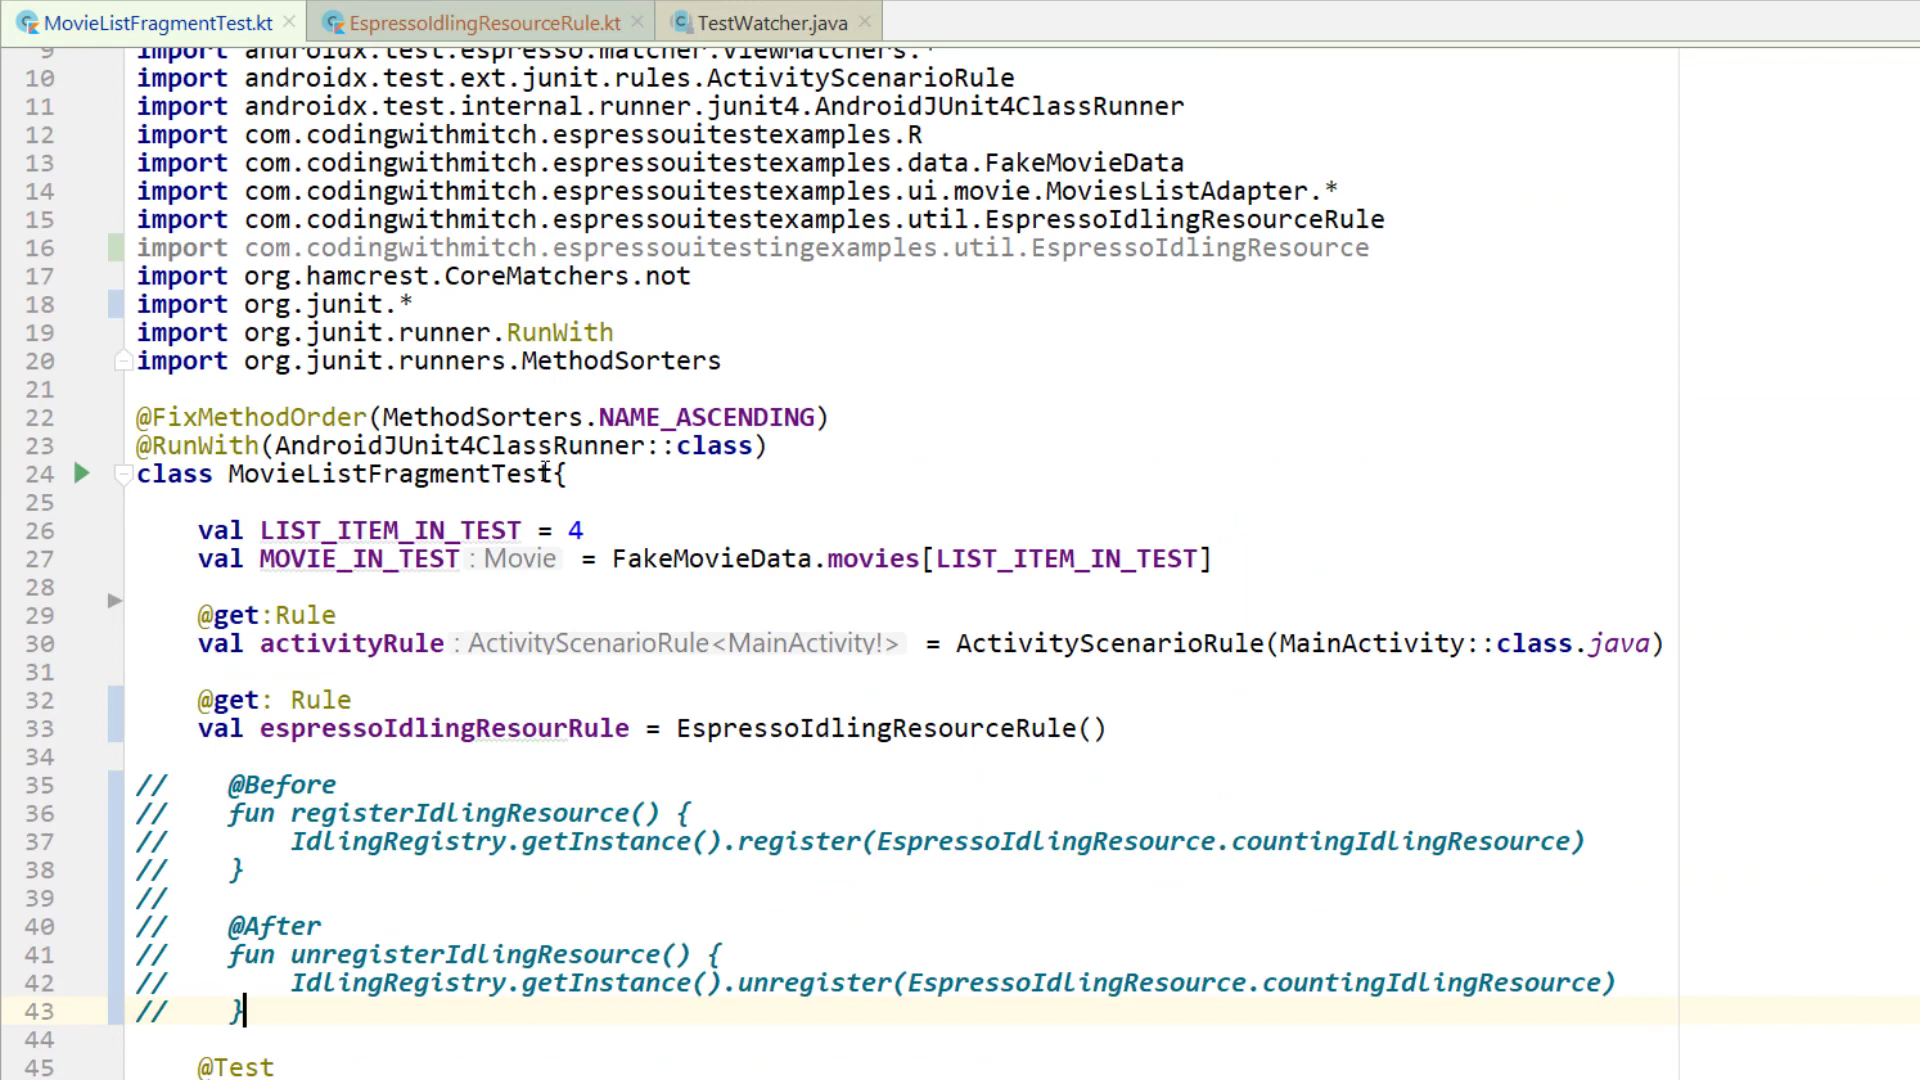 MovieListFragmentTest.kt × EspressoIdlingResourceRule.kt × TestWatcher.java ×
9 import androidx.test.espresso.matcher.ViewMatchers.*
10 import androidx.test.ext.junit.rules.ActivityScenarioRule
11 import androidx.test.internal.runner.junit4.AndroidJUnit4ClassRunner
12 import com.codingwithmitch.espressouitestexamples.R
13 import com.codingwithmitch.espressouitestexamples.data.FakeMovieData
14 import com.codingwithmitch.espressouitestexamples.ui.movie.MoviesListAdapter.*
15 import com.codingwithmitch.espressouitestexamples.util.EspressoIdlingResourceRule
16 import com.codingwithmitch.espressouitestingexamples.util.EspressoIdlingResource
17 import org.hamcrest.CoreMatchers.not
18 import org.junit.*
19 import org.junit.runner.RunWith
20 import org.junit.runners.MethodSorters
21
22 @FixMethodOrder(MethodSorters.NAME_ASCENDING)
23 @RunWith(AndroidJUnit4ClassRunner::class)
24 class MovieListFragmentTest{
25
26 val LIST_ITEM_IN_TEST = 4
27 val MOVIE_IN_TEST : Movie = FakeMovieData.movies[LIST_ITEM_IN_TEST]
28
29 @get:Rule
30 val activityRule : ActivityScenarioRule<MainActivity!> = ActivityScenarioRule(MainActivity::class.java)
31
32 @get: Rule
33 val espressoIdlingResourRule = EspressoIdlingResourceRule()
34
35 // @Before
36 // fun registerIdlingResource() {
37 // IdlingRegistry.getInstance().register(EspressoIdlingResource.countingIdlingResource)
38 // }
39 //
40 // @After
41 // fun unregisterIdlingResource() {
42 // IdlingRegistry.getInstance().unregister(EspressoIdlingResource.countingIdlingResource)
43 // }
44
45 @Test